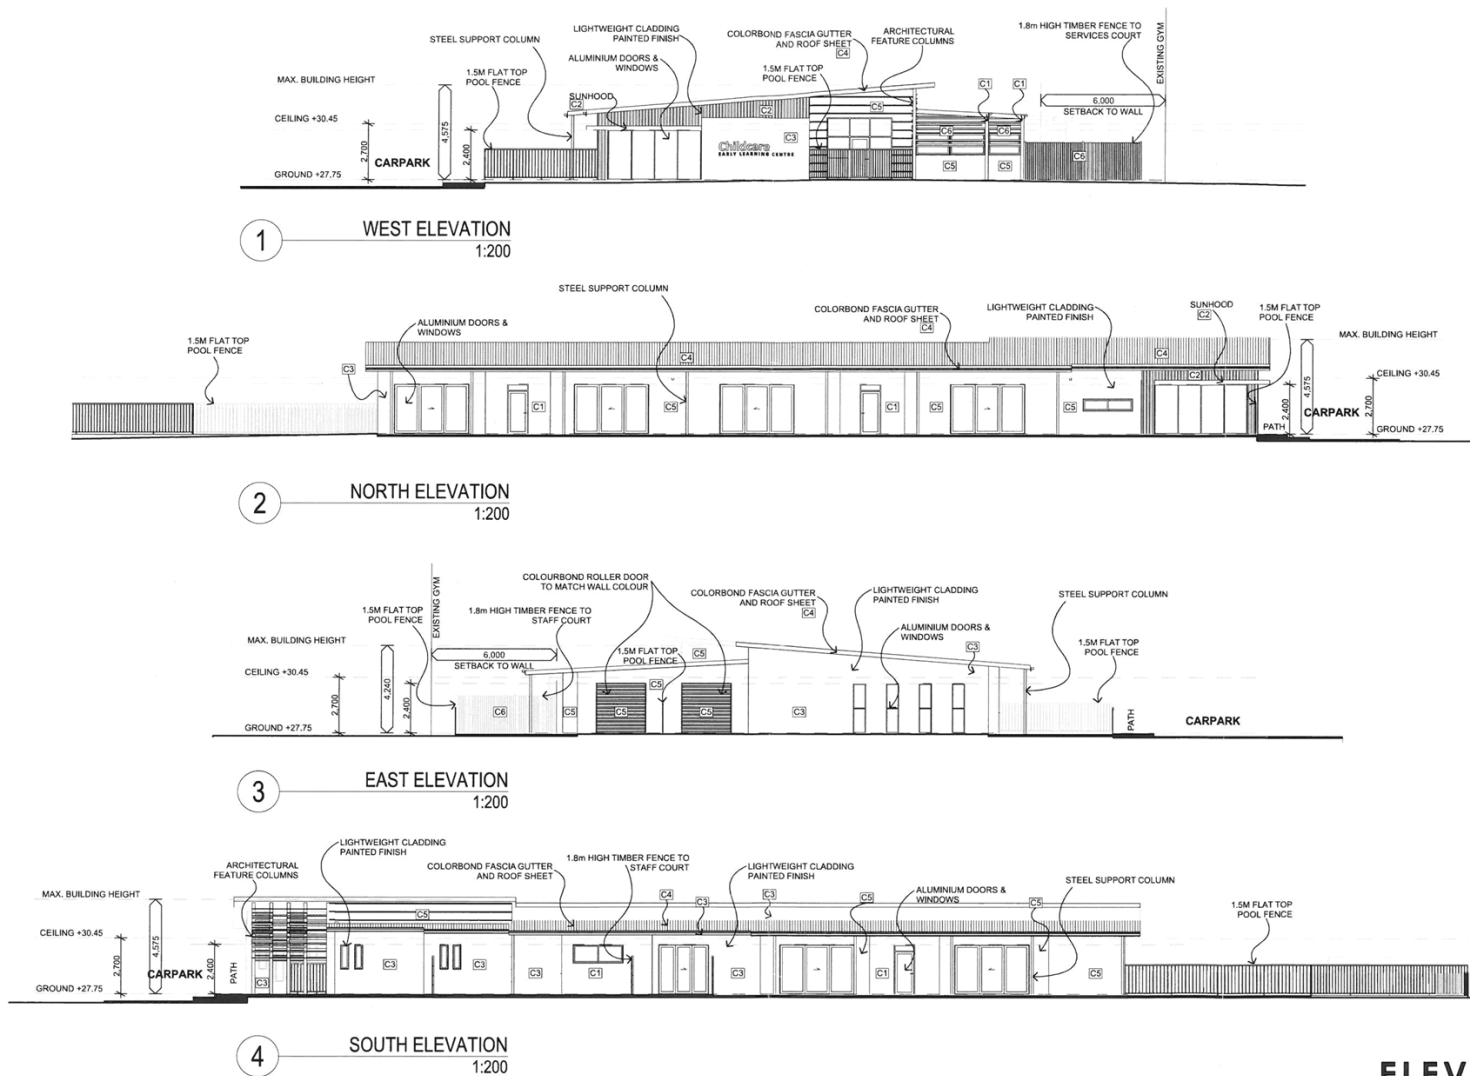 LIGHTWEIGHT CLADDING
PAINTED FINISH
STEEL SUPPORT COLUMN
ALUMINIUM DOORS &
WINDOWS
COLORBOND FASCIA GUTTER
AND ROOF SHEET
C4
ARCHITECTURAL
FEATURE COLUMNS
1.8m HIGH TIMBER FENCE TO
SERVICES COURT
EXISTING GYM
MAX. BUILDING HEIGHT
1.5M FLAT TOP
POOL FENCE
1.5M FLAT TOP
POOL FENCE
SUNHOOD
C2
C2
C5
C1
C1
6,000
SETBACK TO WALL
CEILING +30.45
4,575
2,700
2,400
CARPARK
GROUND +27.75
Childcare
EARLY LEARNING CENTRE
C3
C6
C6
C5
C5
C6
1
WEST ELEVATION
1:200
STEEL SUPPORT COLUMN
COLORBOND FASCIA GUTTER
AND ROOF SHEET
C4
LIGHTWEIGHT CLADDING
PAINTED FINISH
SUNHOOD
C2
1.5M FLAT TOP
POOL FENCE
ALUMINIUM DOORS &
WINDOWS
1.5M FLAT TOP
POOL FENCE
MAX. BUILDING HEIGHT
C3
C4
C4
C2
CEILING +30.45
C1
C5
C1
C5
C5
4,575
2,400
2,700
CARPARK
PATH
GROUND +27.75
2
NORTH ELEVATION
1:200
EXISTING GYM
COLOURBOND ROLLER DOOR
TO MATCH WALL COLOUR
COLORBOND FASCIA GUTTER
AND ROOF SHEET
C4
LIGHTWEIGHT CLADDING
PAINTED FINISH
STEEL SUPPORT COLUMN
1.5M FLAT TOP
POOL FENCE
1.8m HIGH TIMBER FENCE TO
STAFF COURT
ALUMINIUM DOORS &
WINDOWS
1.5M FLAT TOP
POOL FENCE
MAX. BUILDING HEIGHT
6,000
SETBACK TO WALL
C5
1.5M FLAT TOP
POOL FENCE
C3
CEILING +30.45
2,700
4,240
2,400
C5
C6
C5
C5
C5
C3
GROUND +27.75
PATH
CARPARK
3
EAST ELEVATION
1:200
LIGHTWEIGHT CLADDING
PAINTED FINISH
ARCHITECTURAL
FEATURE COLUMNS
COLORBOND FASCIA GUTTER
AND ROOF SHEET
1.8m HIGH TIMBER FENCE TO
STAFF COURT
LIGHTWEIGHT CLADDING
PAINTED FINISH
ALUMINIUM DOORS &
WINDOWS
STEEL SUPPORT COLUMN
1.5M FLAT TOP
POOL FENCE
MAX. BUILDING HEIGHT
C4
C3
C3
C5
C5
C5
CEILING +30.45
2,700
4,575
2,400
CARPARK
PATH
GROUND +27.75
C3
C3
C3
C3
C1
C3
C1
C5
4
SOUTH ELEVATION
1:200